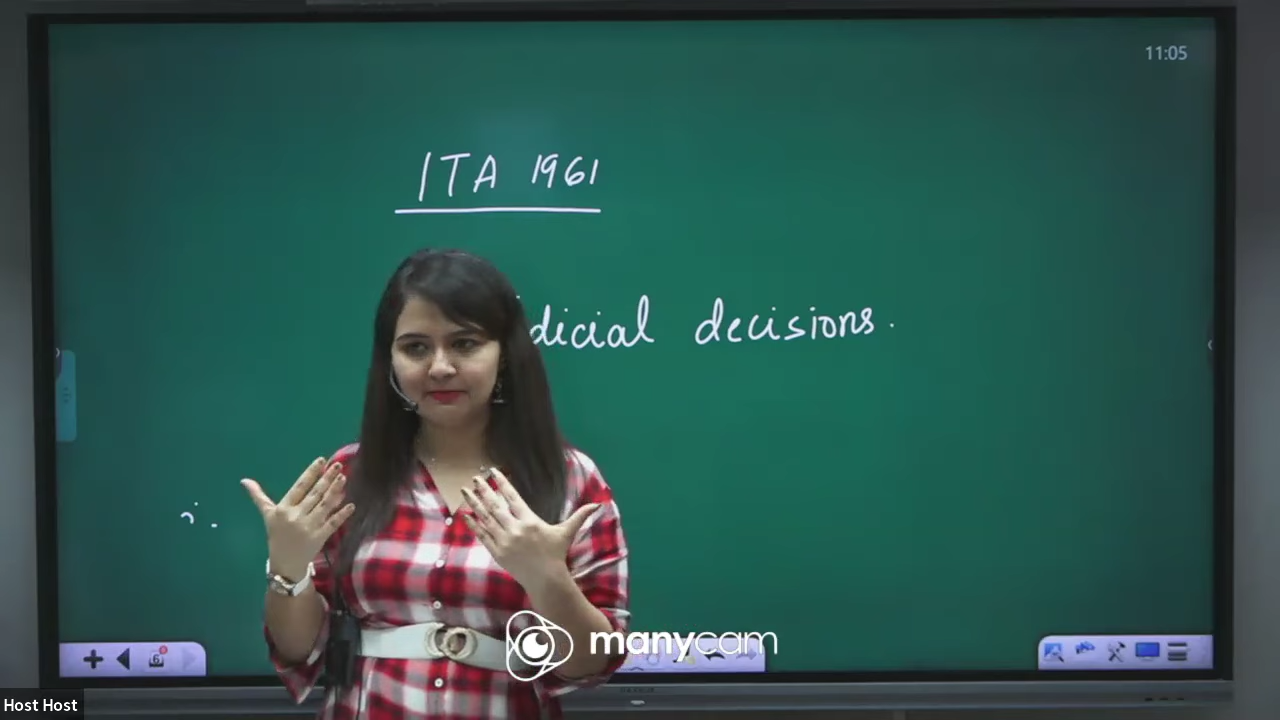 11:05
ITA 1961
dicial decisions.
manycam
Host Host